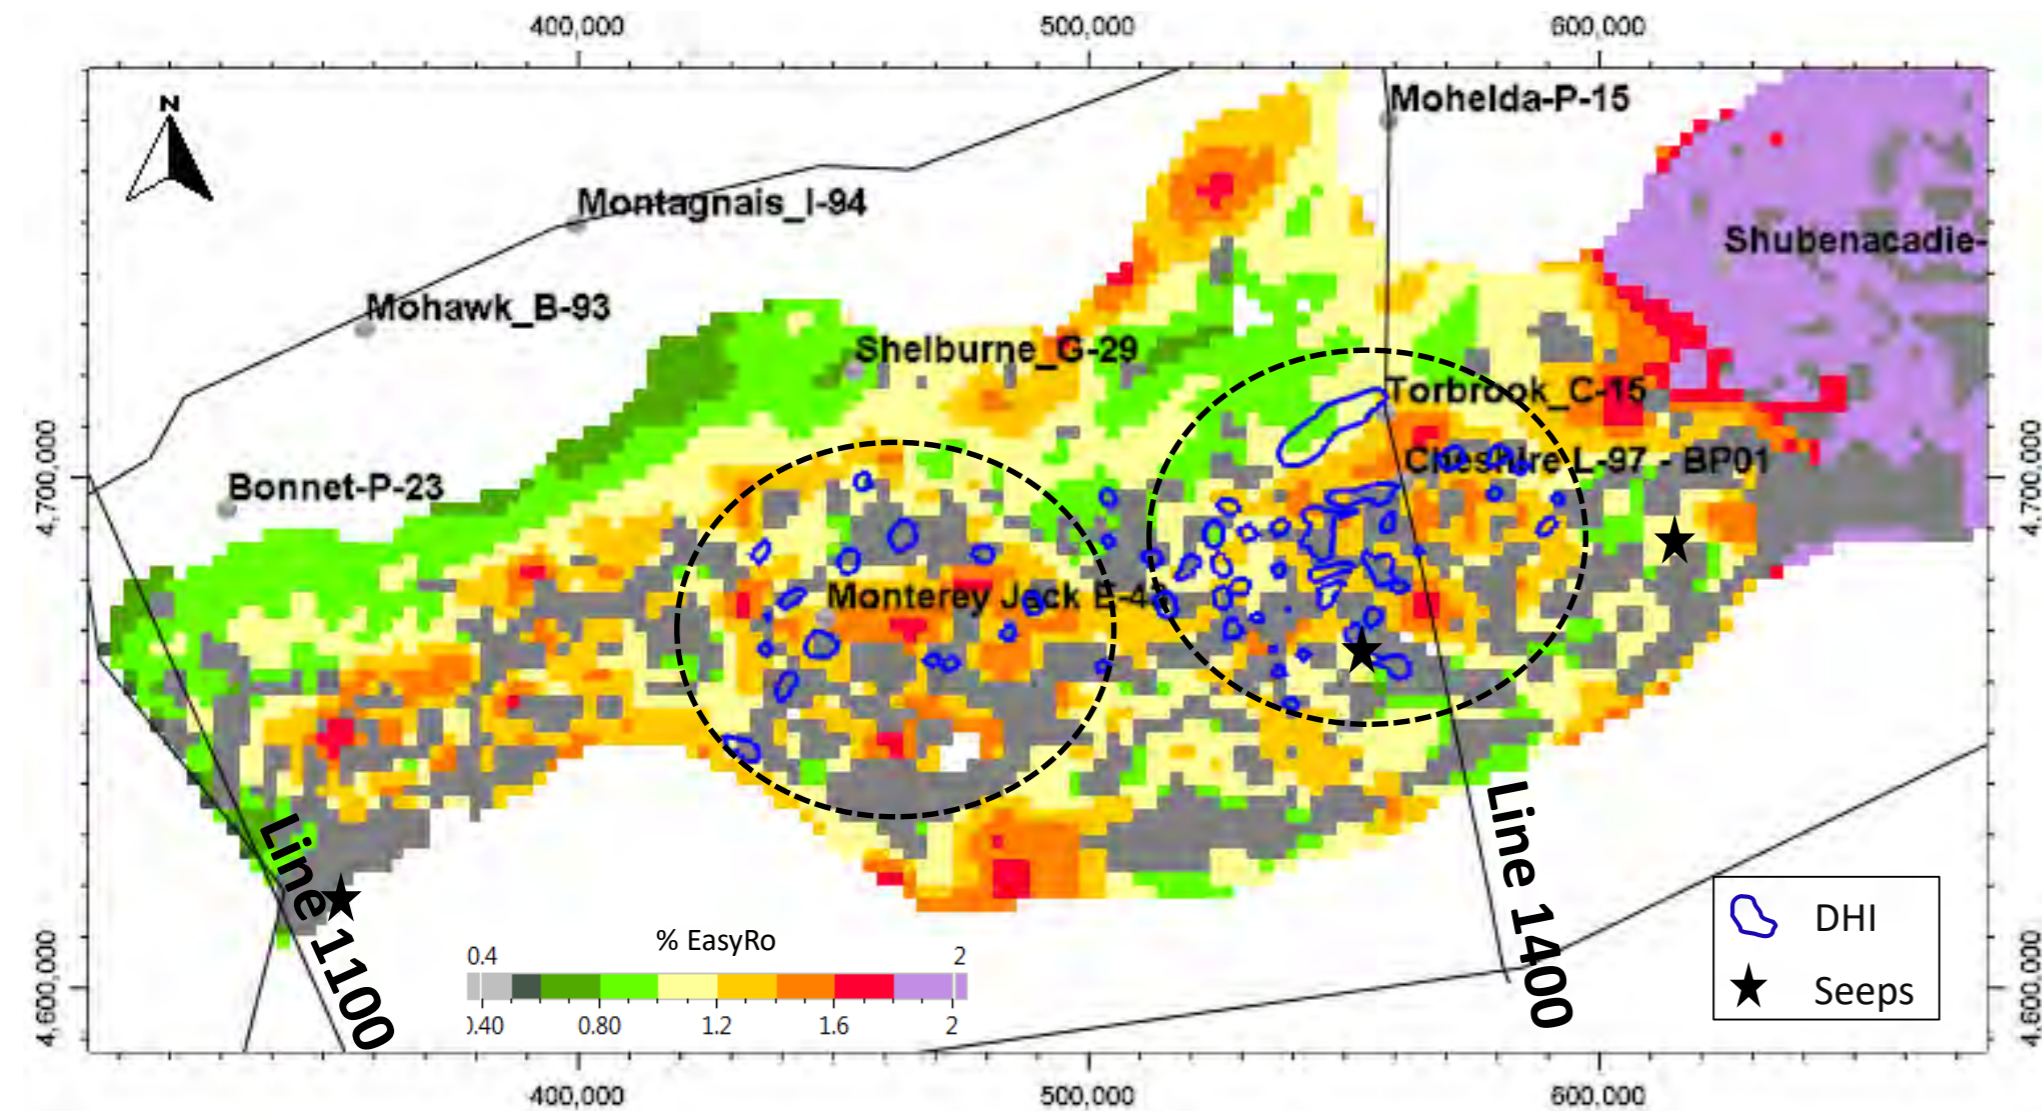 400,000 500,000 600,000
N
Mohelda-P-15
Montagnais_I-94
Shubenacadie-
Mohawk_B-93
Shelburne_G-29
Torbrook_C-15
Cheshire L-97 - BP01
Bonnet-P-23
4,700,000
4,700,000
Monterey Jack E-4
Line 1100
Line 1400
% EasyRo
0.4 2
).40 0.80 1.2 1.6 2
DHI
Seeps
4,600,000
4,600,000
400,000 500,000 600,000